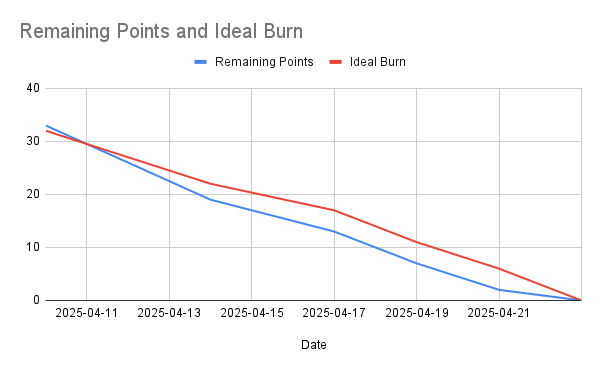 Remaining Points and Ideal Burn
Remaining Points Ideal Burn
40
30
20
10
0
2025-04-11 2025-04-13 2025-04-15 2025-04-17 2025-04-19 2025-04-21
Date